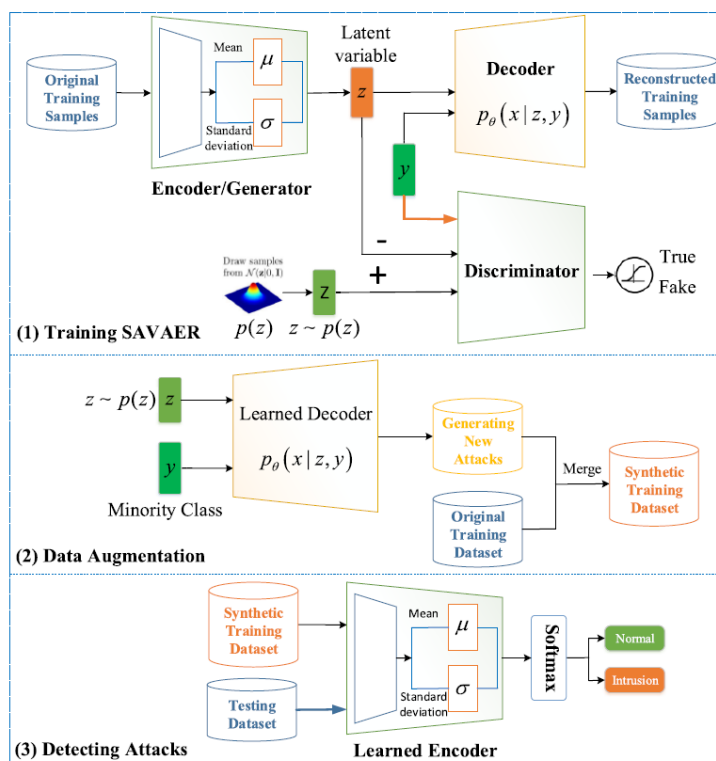 Original
Training
Samples
Mean
μ
σ
Standard
deviation
Encoder/Generator
Latent
variable
z
Decoder
pθ(x | z, y)
Reconstructed
Training
Samples
y
Discriminator
-
+
True
Fake
Draw samples
from N(z|0, I)
z
p(z) z ~ p(z)
(1) Training SAVAER
z ~ p(z) z
y
Minority Class
Learned Decoder
pθ(x | z, y)
Generating
New
Attacks
Original
Training
Dataset
Merge
Synthetic
Training
Dataset
(2) Data Augmentation
Synthetic
Training
Dataset
Testing
Dataset
Mean
μ
σ
Standard
deviation
Learned Encoder
Softmax
Normal
Intrusion
(3) Detecting Attacks